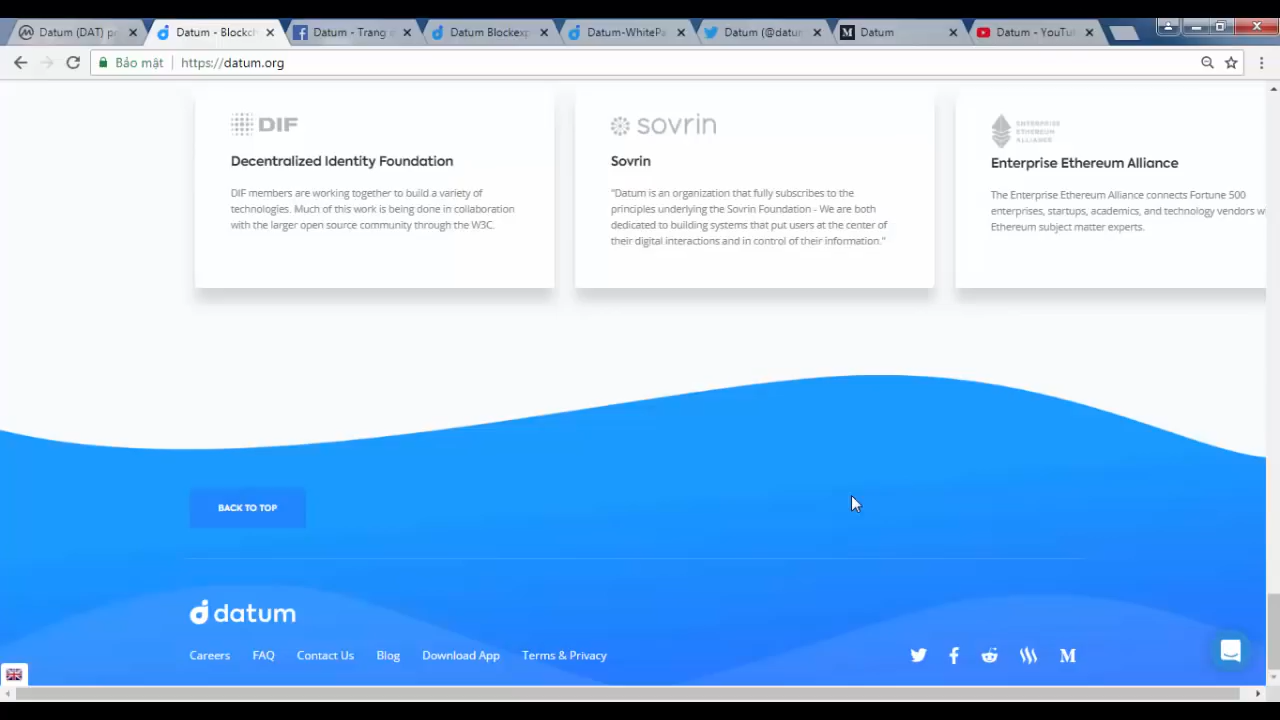 Datum (DAT) p
Datum - Blockch
Datum - Trang
Datum Blockex
Datum-WhitePa
Datum (@datun
Datum
Datum - YouTu
Bảo mật
https://datum.org
DIF
Decentralized Identity Foundation
DIF members are working together to build a variety of
technologies. Much of this work is being done in collaboration
with the larger open source community through the W3C.
sovrin
Sovrin
"Datum is an organization that fully subscribes to the
principles underlying the Sovrin Foundation - We are both
dedicated to building systems that put users at the center of
their digital interactions and in control of their information."
ENTERPRISE
ETHEREUM
ALLIANCE
Enterprise Ethereum Alliance
The Enterprise Ethereum Alliance connects Fortune 500
enterprises, startups, academics, and technology vendors w
Ethereum subject matter experts.
BACK TO TOP
datum
Careers
FAQ
Contact Us
Blog
Download App
Terms & Privacy